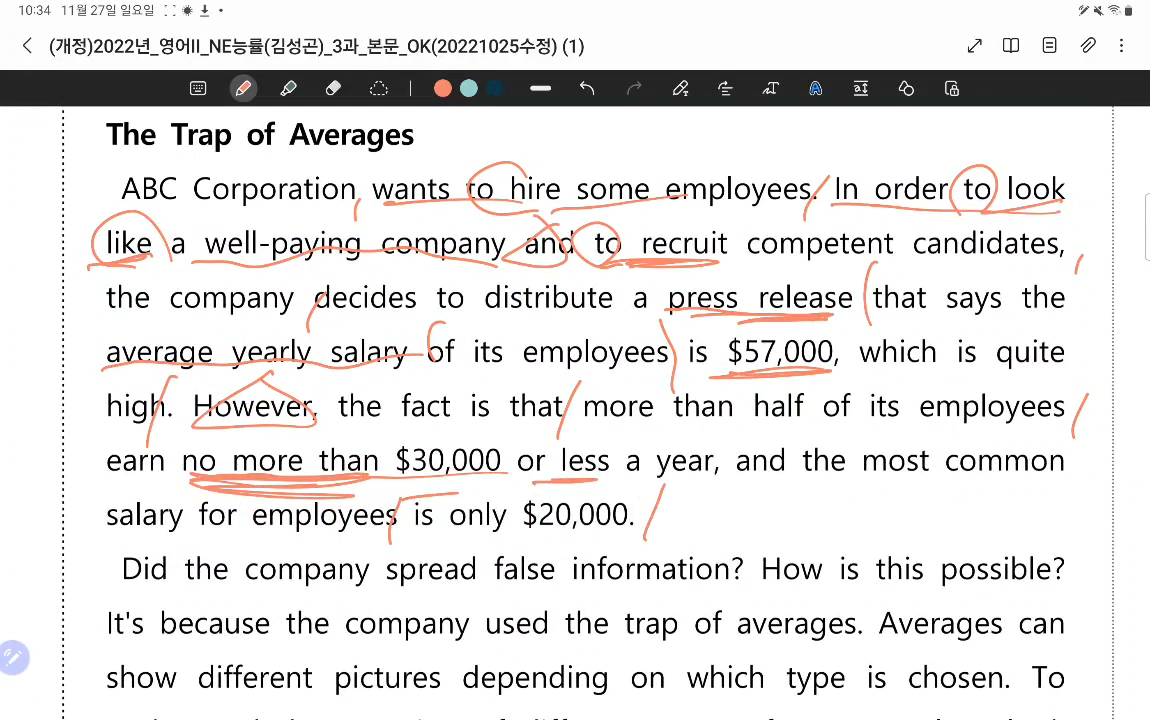 10:34 11월 27일 일요일
(개정)2022년_영어II_NE능률(김성곤)_3과_본문_OK(20221025수정) (1)
The Trap of Averages
ABC Corporation wants to hire some employees. In order to look
like a well-paying company and to recruit competent candidates,
the company decides to distribute a press release that says the
average yearly salary of its employees is $57,000, which is quite
high. However, the fact is that more than half of its employees
earn no more than $30,000 or less a year, and the most common
salary for employees is only $20,000.
Did the company spread false information? How is this possible?
It's because the company used the trap of averages. Averages can
show different pictures depending on which type is chosen. To